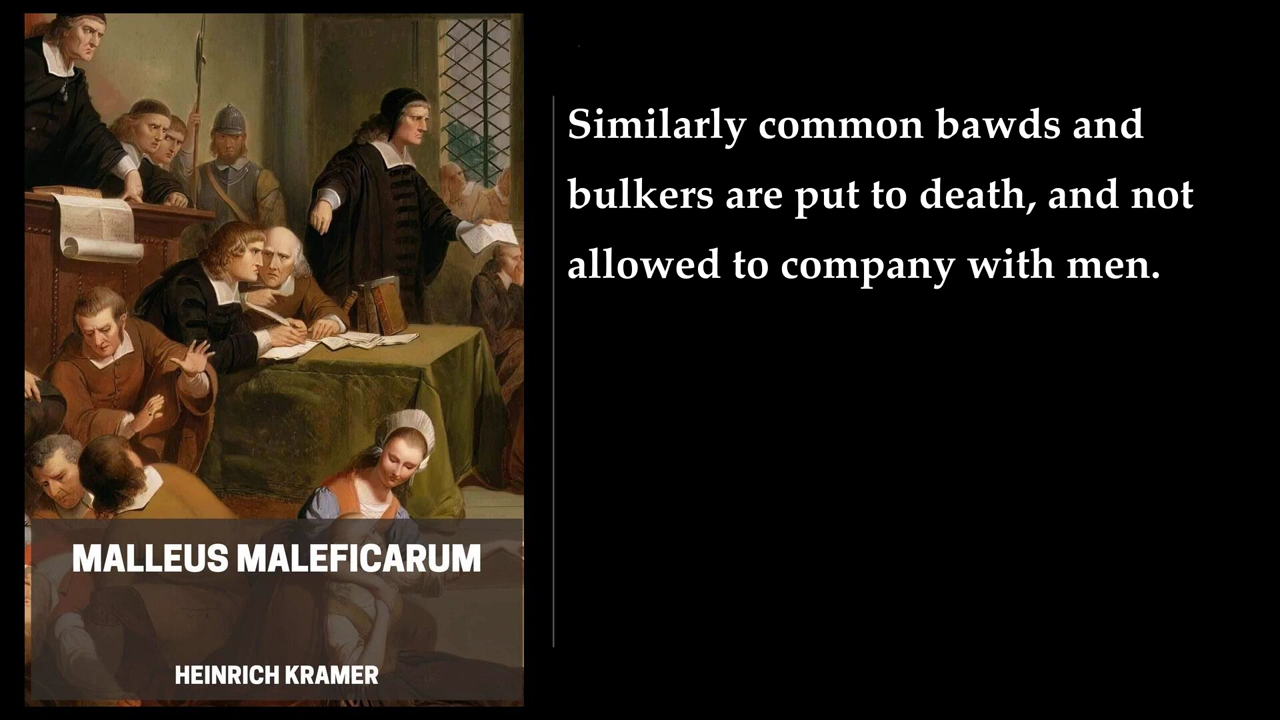 MALLEUS MALEFICARUM
HEINRICH KRAMER
Similarly common bawds and
bulkers are put to death, and not
allowed to company with men.